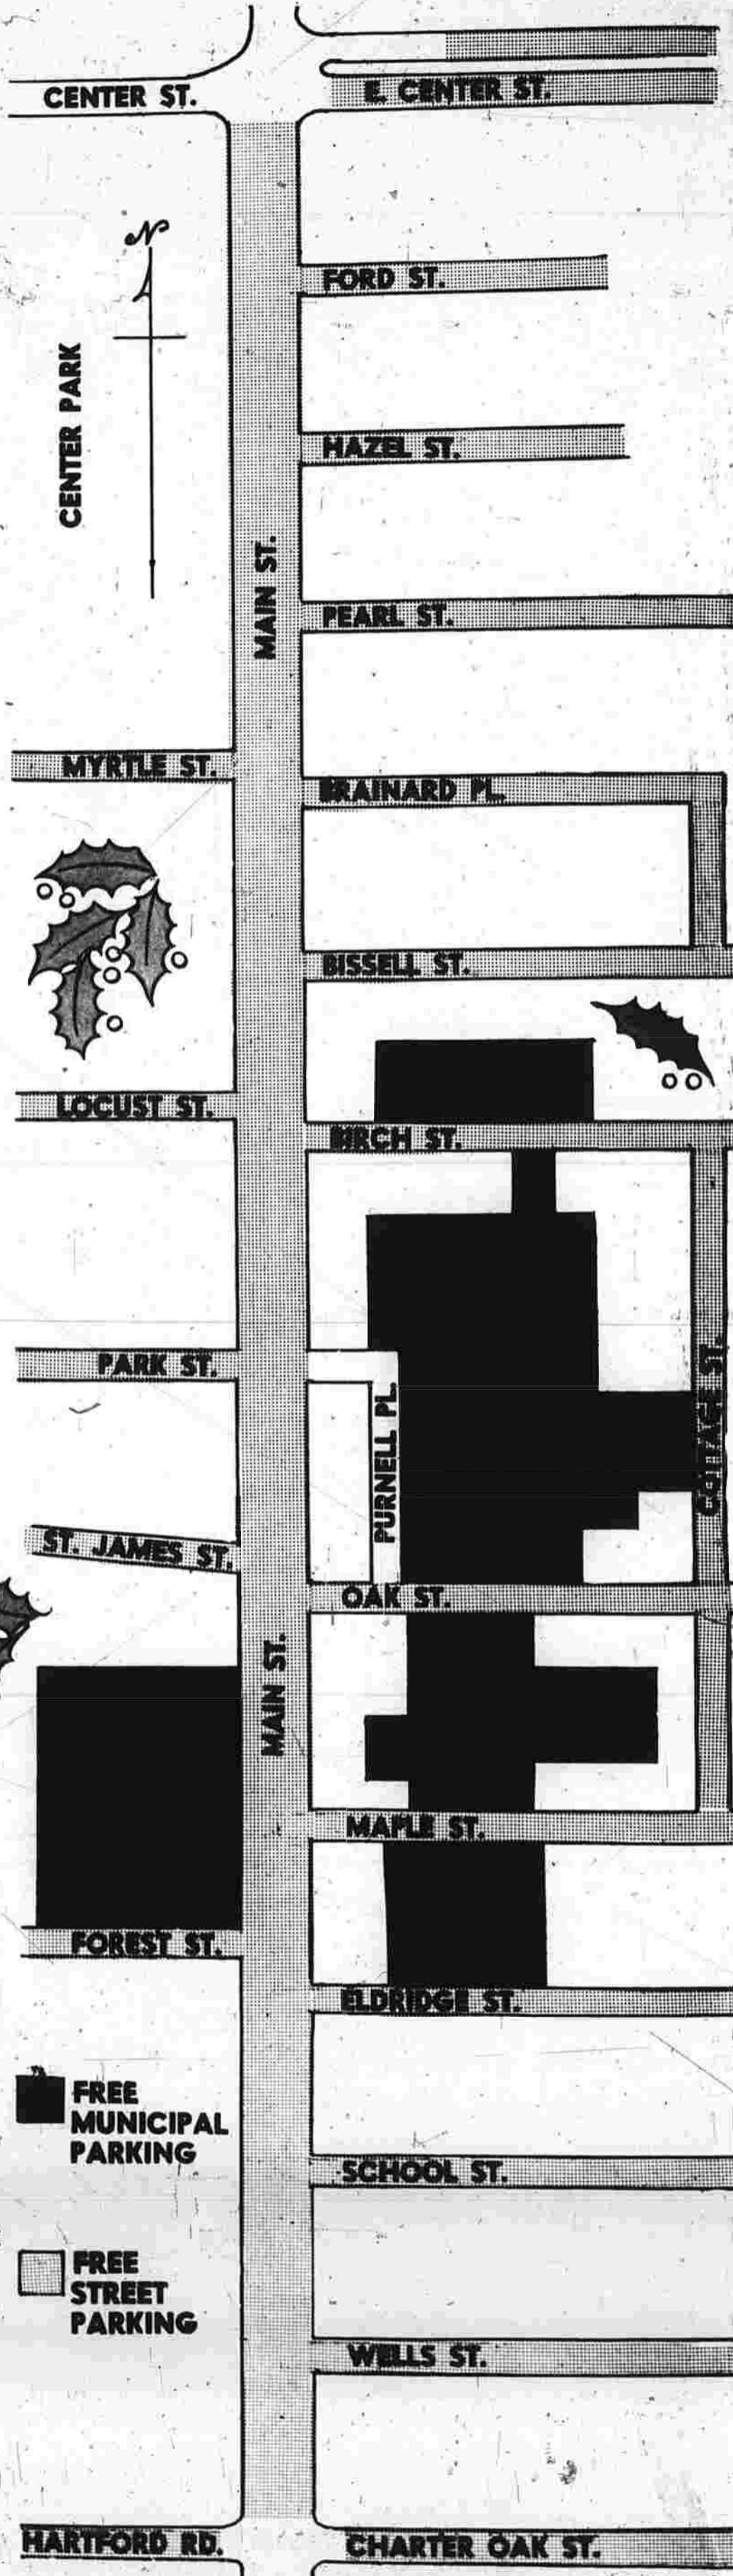 CENTER ST.
E. CENTER ST.
N
FORD ST.
CENTER PARK
HAZEL ST.
MAIN ST.
PEARL ST.
MYRTLE ST.
BRAINARD PL.
BISSELL ST.
LOCUST ST.
BIRCH ST.
PARK ST.
PURNELL PL.
COTTAGE ST.
ST. JAMES ST.
OAK ST.
MAIN ST.
MAPLE ST.
FOREST ST.
ELDRIDGE ST.
FREE
MUNICIPAL
PARKING
SCHOOL ST.
FREE
STREET
PARKING
WELLS ST.
HARTFORD RD.
CHARTER OAK ST.